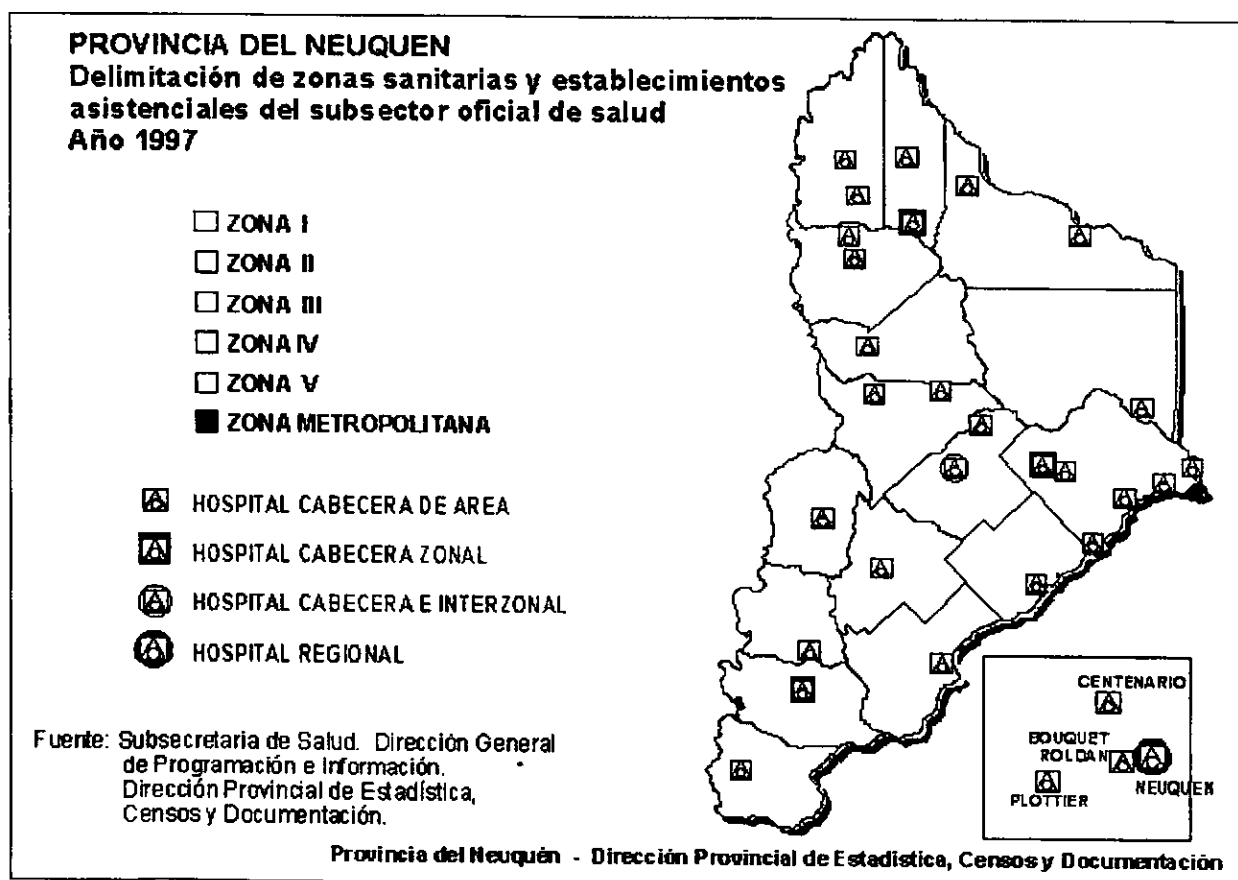 PROVINCIA DEL NEUQUEN
Delimitación de zonas sanitarias y establecimientos
asistenciales del subsector oficial de salud
Año 1997
ZONA I
ZONA II
ZONA III
ZONA IV
ZONA V
ZONA METROPOLITANA
HOSPITAL CABECERA DE AREA
HOSPITAL CABECERA ZONAL
HOSPITAL CABECERA E INTERZONAL
HOSPITAL REGIONAL
CENTENARIO
BOUQUET
ROLDAN
NEUQUEN
PLOTTIER
Fuente: Subsecretaria de Salud. Dirección General
de Programación e Información.
Dirección Provincial de Estadística,
Censos y Documentación.
Provincia del Neuquén - Dirección Provincial de Estadística, Censos y Documentación